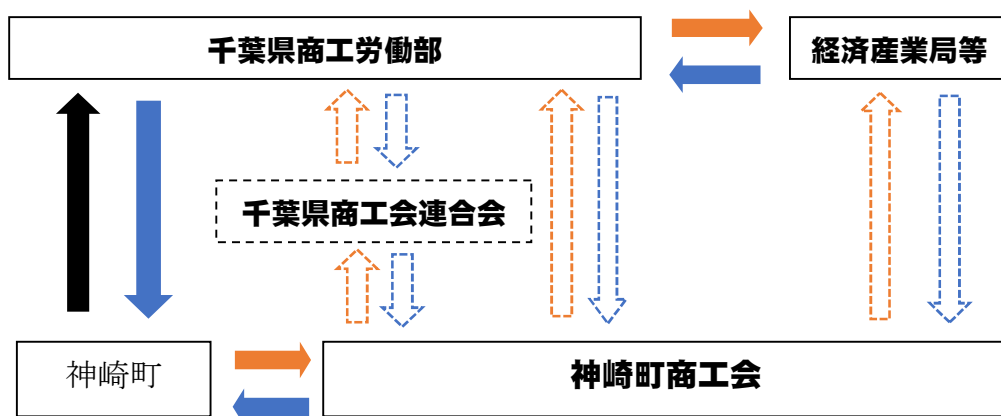 千葉県商工労働部
経済産業局等
千葉県商工会連合会
神崎町
神崎町商工会